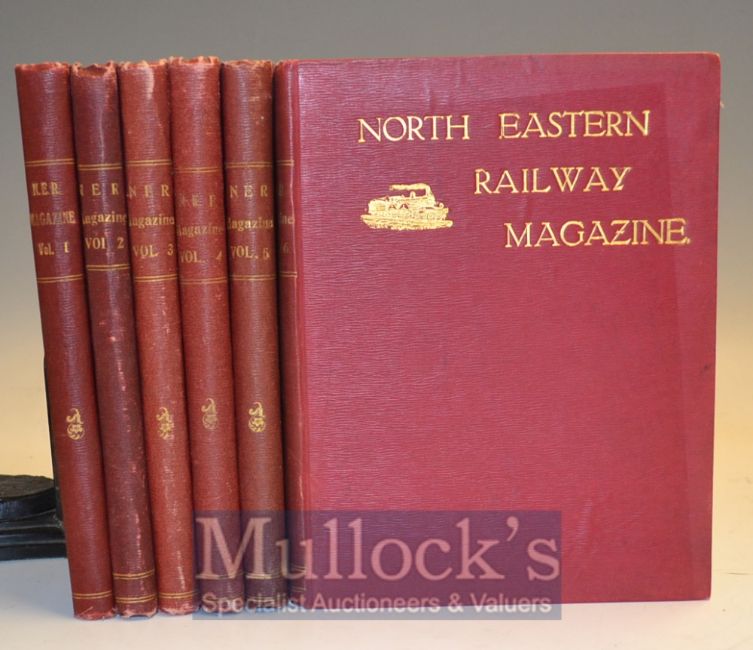 N.E.R.
MAGAZINE
Vol. 1
N E R
Magazine
VOL 2
N E R
Magazine
VOL. 3
N E R
Magazine
VOL. 4
N E R
Magazine
VOL. 5
6
NORTH EASTERN
RAILWAY
MAGAZINE.
Mullock's
Specialist Auctioneers & Valuers